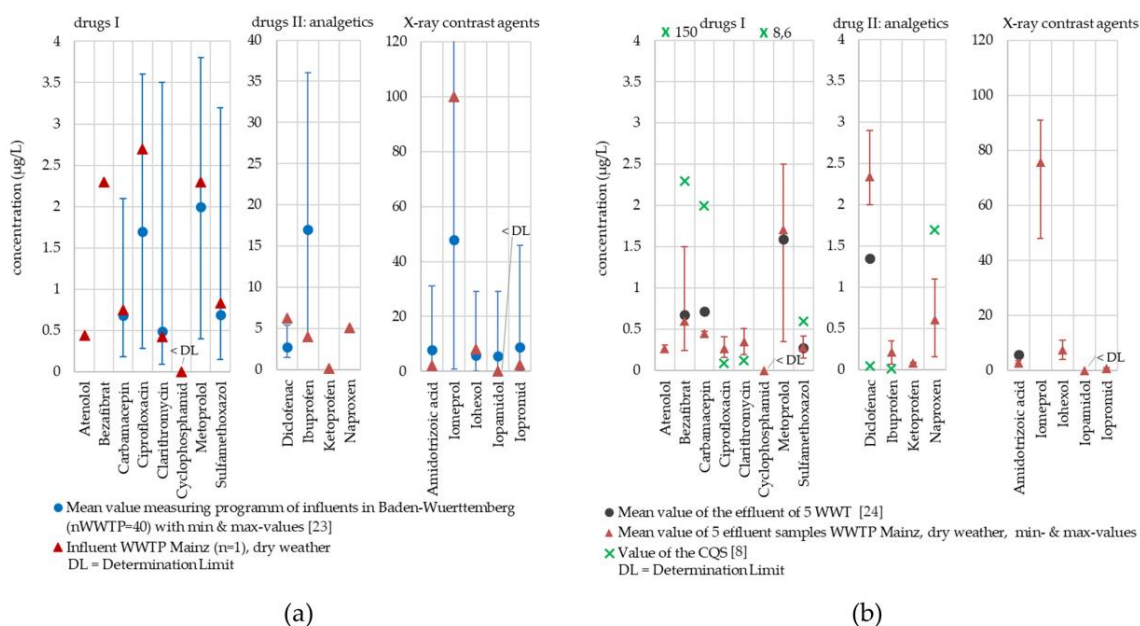 drugs I
drugs II: analgetics
X-ray contrast agents
concentration (µg/L)
4
3.5
3
2.5
2
1.5
1
0.5
0
40
35
30
25
20
15
10
5
0
120
100
80
60
40
20
0
< DL
< DL
Atenolol
Bezafibrat
Carbamacepin
Ciprofloxacin
Clarithromycin
Cyclophosphamid
Metoprolol
Sulfamethoxazol
Diclofenac
Ibuprofen
Ketoprofen
Naproxen
Amidotrizoic acid
Iomeprol
Iohexol
Iopamidol
Iopromid
Mean value measuring programm of influents in Baden-Wuerttemberg
(nWWTP=40) with min & max-values [23]
Influent WWTP Mainz (n=1), dry weather
DL = Determination Limit
(a)
drugs I
drug II: analgetics
X-ray contrast agents
150
8,6
concentration (µg/L)
4
3.5
3
2.5
2
1.5
1
0.5
0
4
3.5
3
2.5
2
1.5
1
0.5
0
120
100
80
60
40
20
0
< DL
< DL
Atenolol
Bezafibrat
Carbamacepin
Ciprofloxacin
Clarithromycin
Cyclophosphamid
Metoprolol
Sulfamethoxazol
Diclofenac
Ibuprofen
Ketoprofen
Naproxen
Amidotrizoic acid
Iomeprol
Iohexol
Iopamidol
Iopromid
Mean value of the effluent of 5 WWT [24]
Mean value of 5 effluent samples WWTP Mainz, dry weather, min- & max-values
Value of the CQS [8]
DL = Determination Limit
(b)